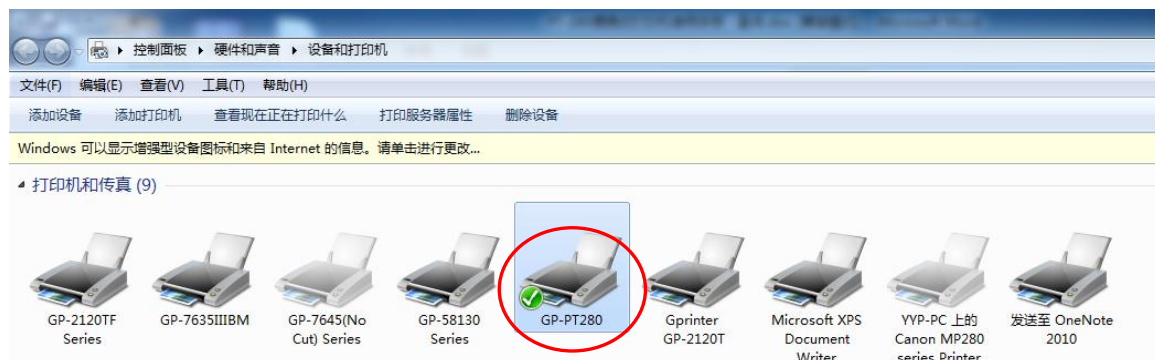 控制面板 ▸ 硬件和声音 ▸ 设备和打印机
文件(F) 编辑(E) 查看(V) 工具(T) 帮助(H)
添加设备 添加打印机 查看现在正在打印什么 打印服务器属性 删除设备
Windows 可以显示增强型设备图标和来自 Internet 的信息。请单击进行更改...
打印机和传真 (9)
GP-2120TF GP-7635IIIBM GP-7645(No GP-58130 GP-PT280 Gprinter Microsoft XPS YYP-PC 上的 发送至 OneNote
Series Cut) Series Series GP-2120T Document Canon MP280 2010
Writer series Printer